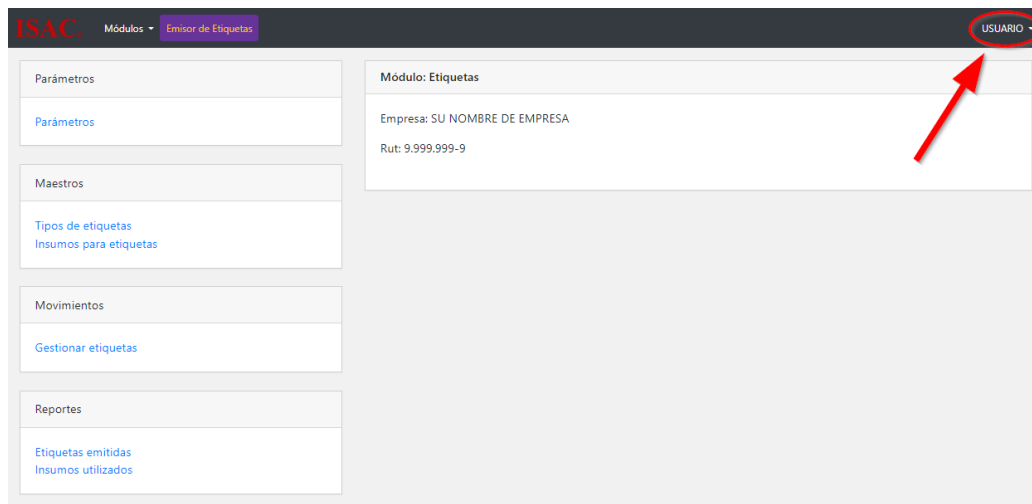 ISAC.
Módulos
Emisor de Etiquetas
USUARIO
Parámetros
Parámetros
Maestros
Tipos de etiquetas
Insumos para etiquetas
Movimientos
Gestionar etiquetas
Reportes
Etiquetas emitidas
Insumos utilizados
Módulo: Etiquetas
Empresa: SU NOMBRE DE EMPRESA
Rut: 9.999.999-9